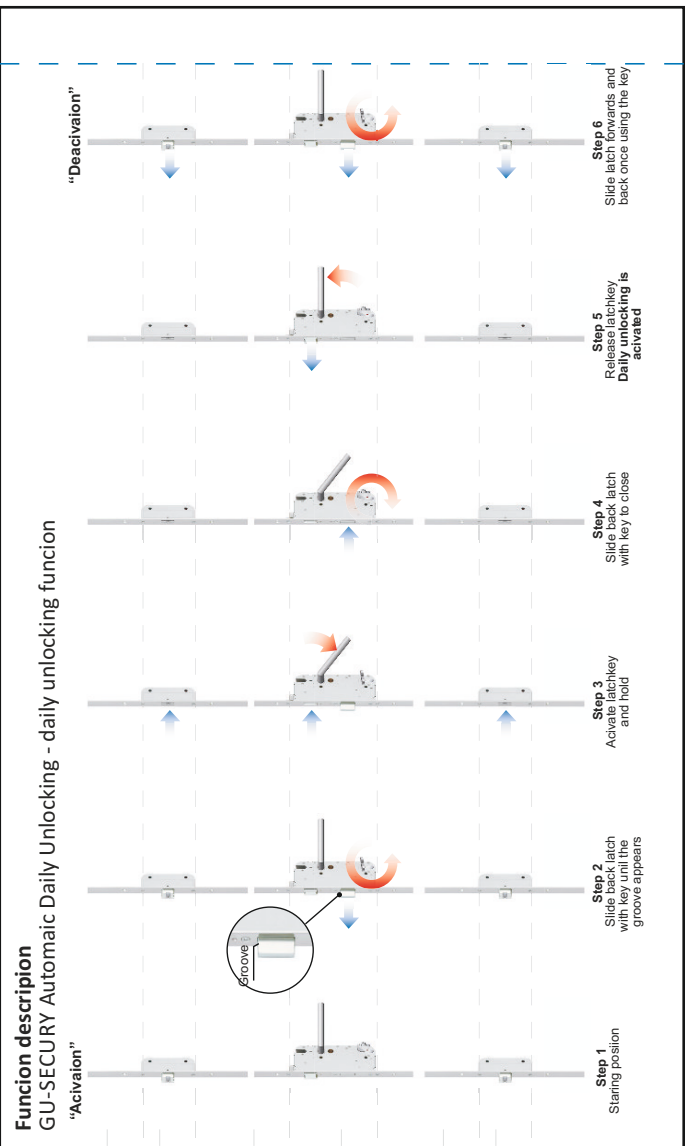 Funcion descripion
GU-SECURY Automaic Daily Unlocking - daily unlocking funcion
“Acivaion”
“Deacivaion”
Groove
Step 1
Staring posiion
Step 2
Slide back latch
with key unil the
groove appears
Step 3
Acivate latchkey
and hold
Step 4
Slide back latch
with key to close
Step 5
Release latchkey
Daily unlocking is
acivated
Step 6
Slide latch forwards and
back once using the key